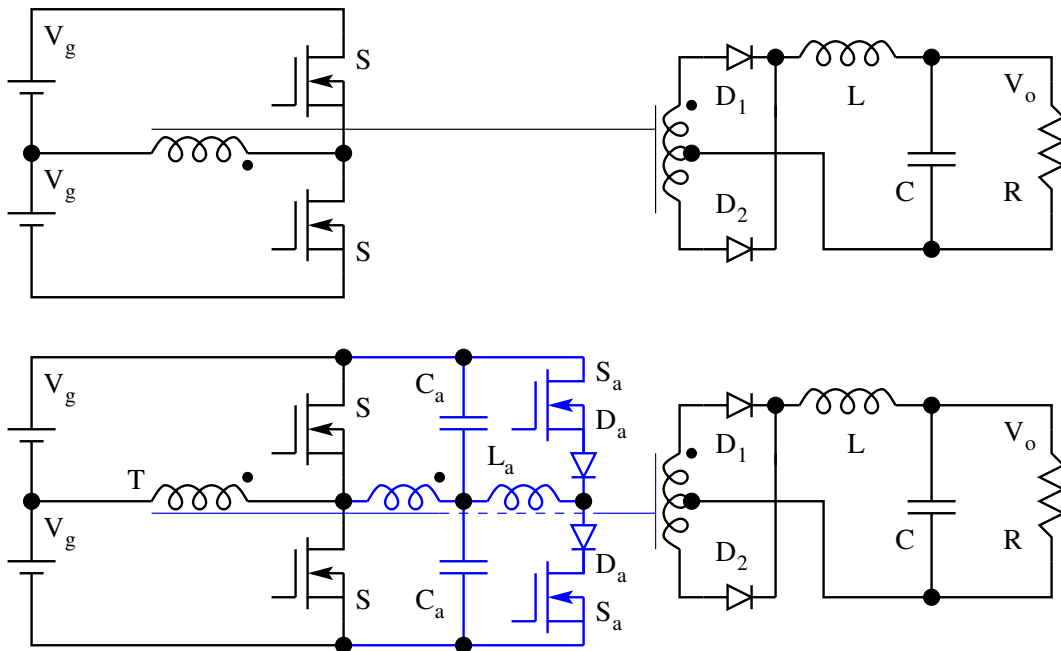 V_g
S
V_g
S
D_1
D_2
L
C
V_o
R
V_g
T
V_g
S
S
C_a
L_a
C_a
S_a
D_a
D_a
S_a
D_1
D_2
L
C
V_o
R